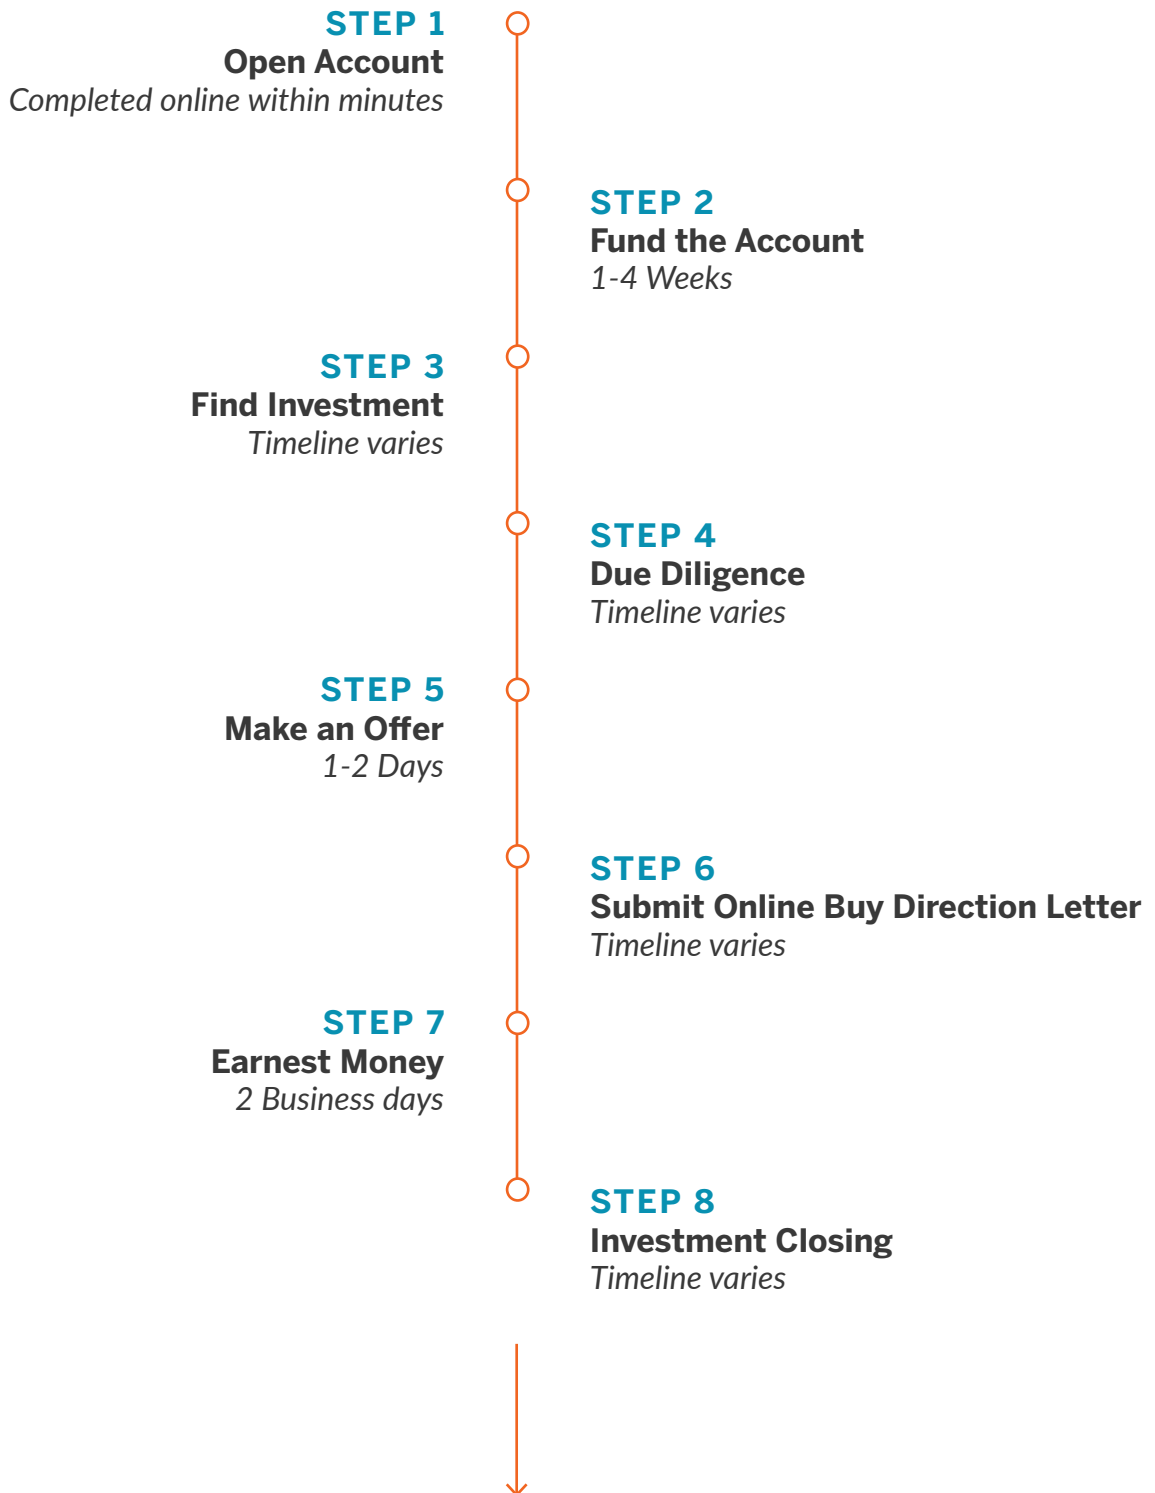 STEP 1
Open Account
Completed online within minutes
STEP 2
Fund the Account
1-4 Weeks
STEP 3
Find Investment
Timeline varies
STEP 4
Due Diligence
Timeline varies
STEP 5
Make an Offer
1-2 Days
STEP 6
Submit Online Buy Direction Letter
Timeline varies
STEP 7
Earnest Money
2 Business days
STEP 8
Investment Closing
Timeline varies